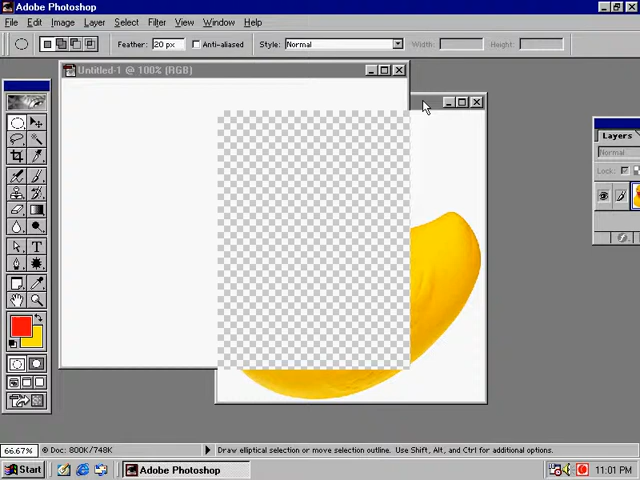 Adobe Photoshop
File Edit Image Layer Select Filter View Window Help
Feather: 20 px Anti-aliased Style: Normal Width: Height:
Untitled-1 @ 100% (RGB)
Layers
Normal
Lock:
T
66.67% Doc: 800K/748K Draw elliptical selection or move selection outline. Use Shift, Alt, and Ctrl for additional options.
Start Adobe Photoshop 11:01 PM